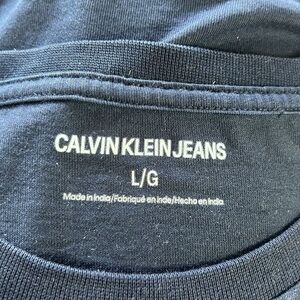 CALVIN KLEIN JEANS
L/G
Made in India/Fabriqué en Inde/Hecho en India